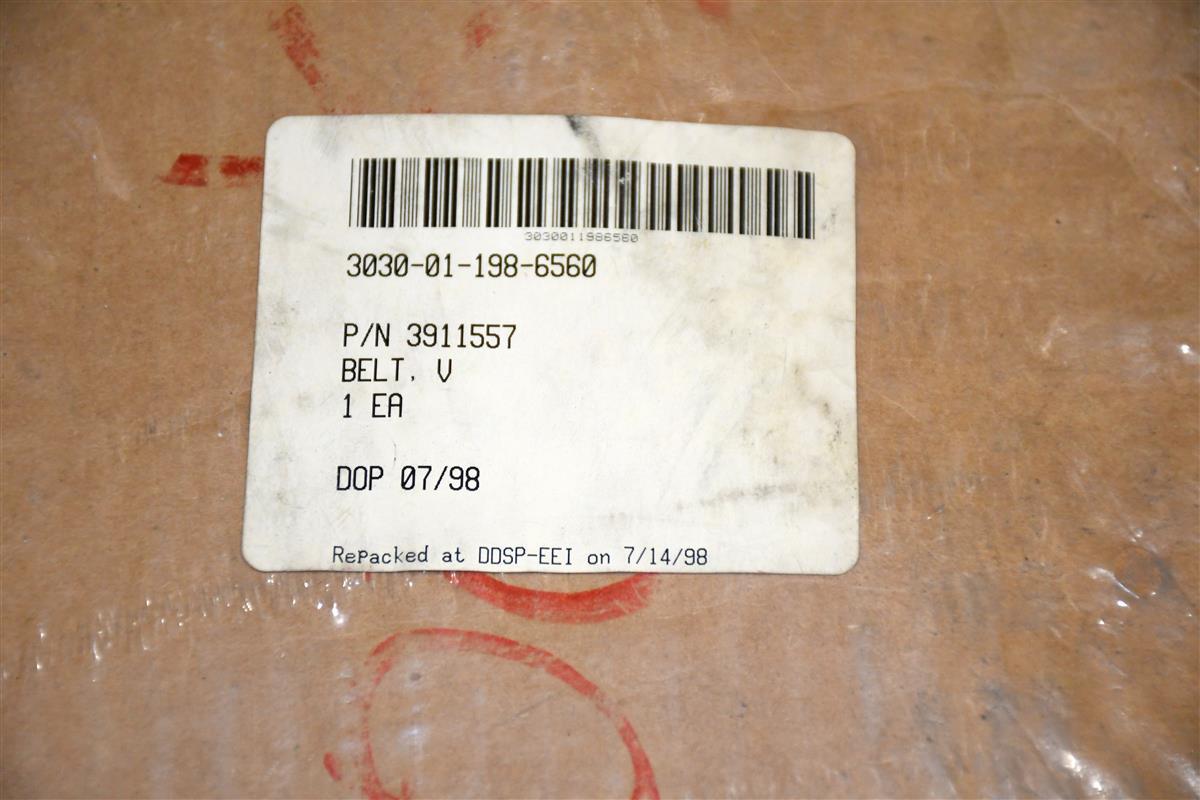 3030011986560
3030-01-198-6560
P/N 3911557
BELT, V
1 EA
DOP 07/98
Repacked at DDSP-EEI on 7/14/98